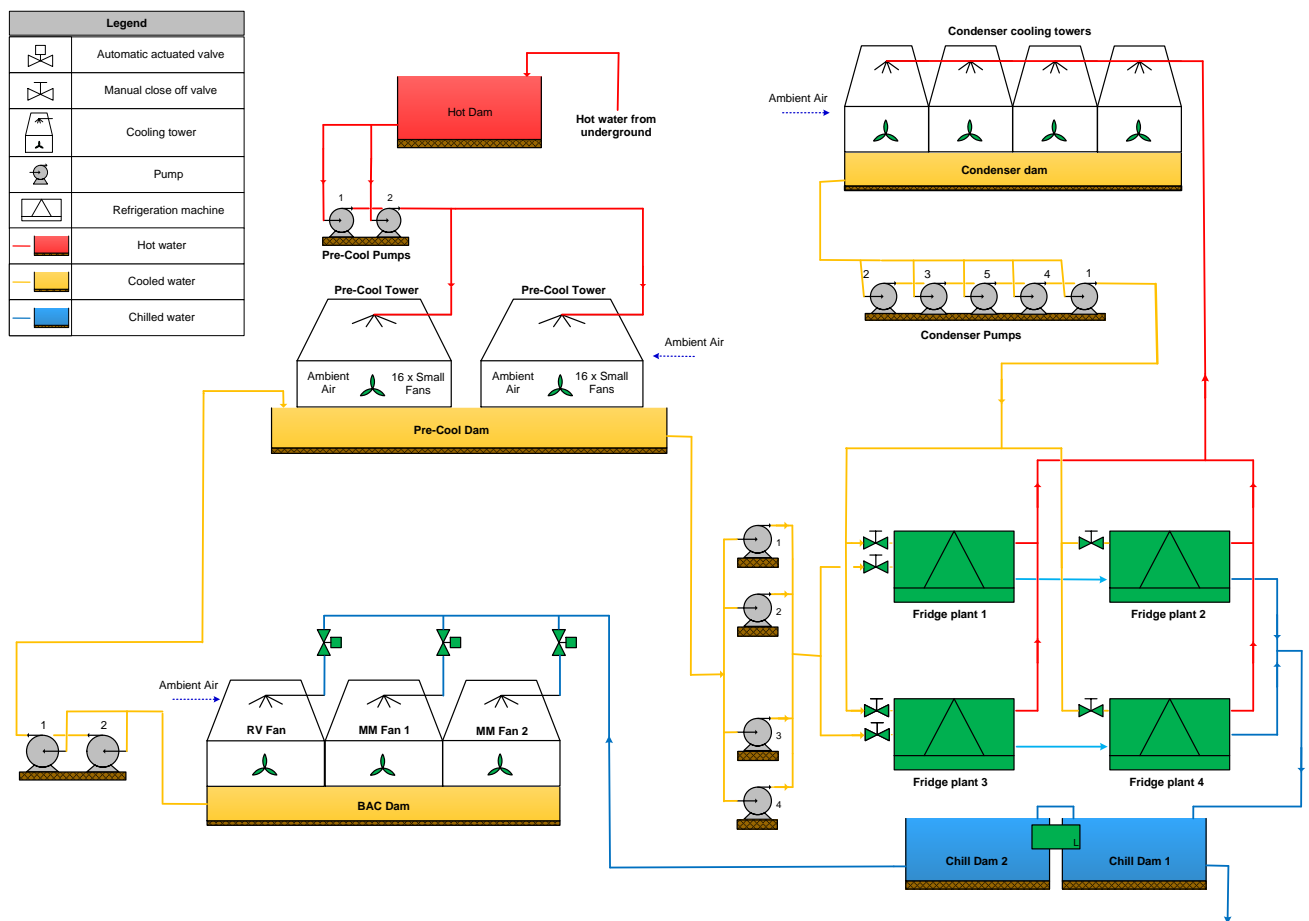 Legend
Automatic actuated valve
Manual close off valve
Cooling tower
Pump
Refrigeration machine
Hot water
Cooled water
Chilled water
Hot Dam
Hot water from
underground
1
2
Pre-Cool Pumps
Pre-Cool Tower
Pre-Cool Tower
Ambient Air
Ambient
Air
16 x Small
Fans
Ambient
Air
16 x Small
Fans
Pre-Cool Dam
Condenser cooling towers
Ambient Air
Condenser dam
2
3
5
4
1
Condenser Pumps
1
2
3
4
Fridge plant 1
Fridge plant 2
Fridge plant 3
Fridge plant 4
Ambient Air
RV Fan
MM Fan 1
MM Fan 2
BAC Dam
1
2
Chill Dam 2
L
Chill Dam 1